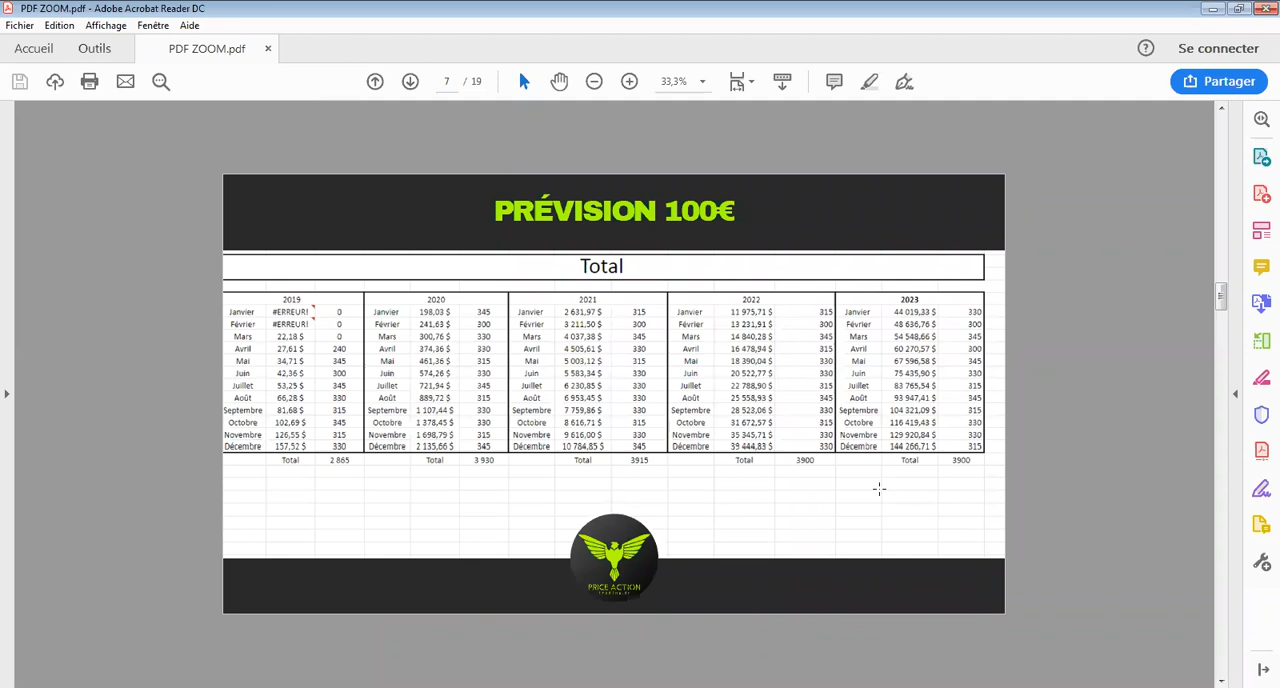 PDF ZOOM.pdf - Adobe Acrobat Reader DC
Fichier Edition Affichage Fenêtre Aide
Accueil Outils PDF ZOOM.pdf × Se connecter
7 / 19 33,3% Partager
PRÉVISION 100€
Total
2019 2020 2021 2022 2023
Janvier #ERREUR! 0 Janvier 198,03 $ 345 Janvier 2 631,97 $ 315 Janvier 11 975,71 $ 315 Janvier 44 019,33 $ 330
Février #ERREUR! 0 Février 241,63 $ 300 Février 3 211,50 $ 300 Février 13 231,91 $ 300 Février 48 636,76 $ 300
Mars 22,18 $ 0 Mars 300,76 $ 330 Mars 4 037,38 $ 345 Mars 14 840,28 $ 345 Mars 54 548,66 $ 345
Avril 27,61 $ 240 Avril 374,36 $ 330 Avril 4 505,61 $ 330 Avril 16 478,94 $ 315 Avril 60 270,57 $ 300
Mai 34,71 $ 345 Mai 461,36 $ 315 Mai 5 003,12 $ 315 Mai 18 390,04 $ 330 Mai 67 596,58 $ 345
Juin 42,36 $ 300 Juin 574,26 $ 330 Juin 5 583,34 $ 330 Juin 20 522,77 $ 330 Juin 75 435,90 $ 330
Juillet 53,25 $ 345 Juillet 721,94 $ 345 Juillet 6 230,85 $ 330 Juillet 22 788,90 $ 315 Juillet 83 765,54 $ 315
Août 66,28 $ 330 Août 889,72 $ 315 Août 6 953,45 $ 330 Août 25 558,93 $ 345 Août 93 947,41 $ 345
Septembre 81,68 $ 315 Septembre 1 107,44 $ 330 Septembre 7 759,86 $ 330 Septembre 28 523,06 $ 330 Septembre 104 321,09 $ 315
Octobre 102,69 $ 345 Octobre 1 378,45 $ 330 Octobre 8 616,71 $ 315 Octobre 31 672,57 $ 315 Octobre 116 419,43 $ 330
Novembre 126,55 $ 315 Novembre 1 698,79 $ 315 Novembre 9 616,00 $ 330 Novembre 35 345,71 $ 330 Novembre 129 920,84 $ 330
Décembre 157,52 $ 330 Décembre 2 135,66 $ 345 Décembre 10 784,85 $ 345 Décembre 39 444,83 $ 330 Décembre 144 266,71 $ 315
Total 2 865 Total 3 930 Total 3915 Total 3900 Total 3900
PRICE ACTION